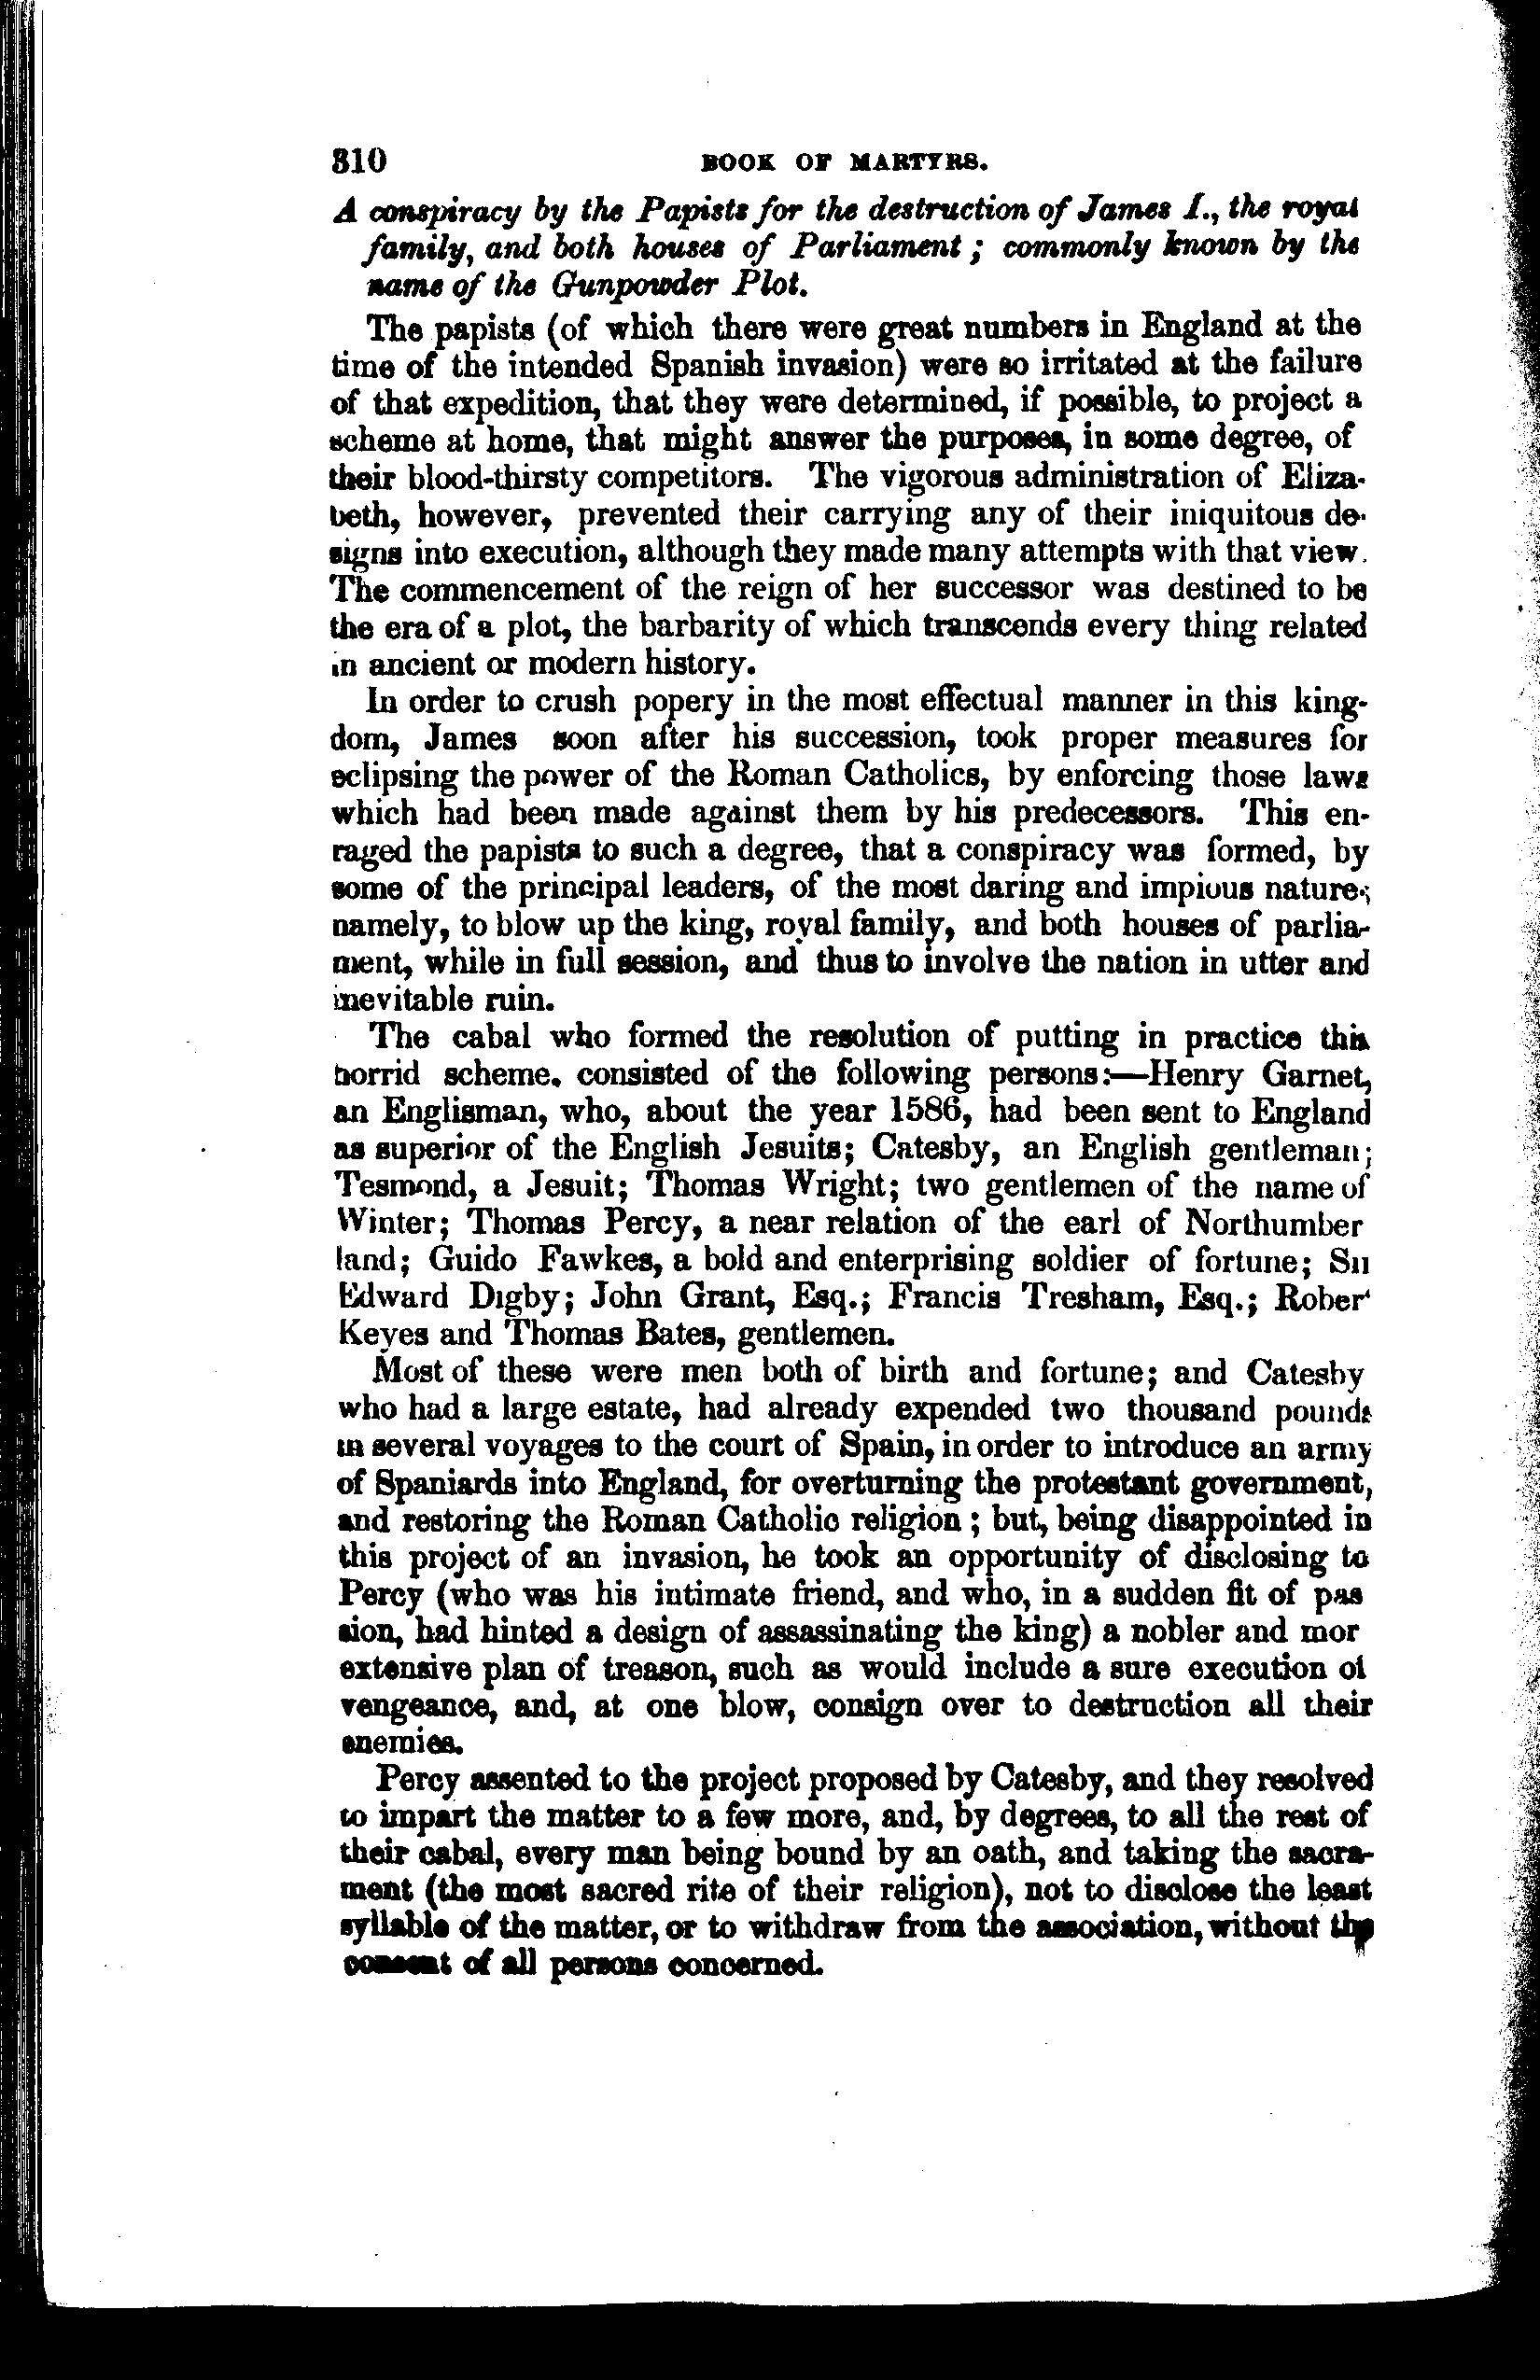 310 BOOK OF MARTYRS.
A conspiracy by the Papists for the destruction of James I., the royal
family, and both houses of Parliament ; commonly known by the
name of the Gunpowder Plot.
The papists (of which there were great numbers in England at the
time of the intended Spanish invasion) were so irritated at the failure
of that expedition, that they were determined, if possible, to project a
scheme at home, that might answer the purposes, in some degree, of
their blood-thirsty competitors. The vigorous administration of Eliza-
beth, however, prevented their carrying any of their iniquitous de-
signs into execution, although they made many attempts with that view.
The commencement of the reign of her successor was destined to be
the era of a plot, the barbarity of which transcends every thing related
in ancient or modern history.
In order to crush popery in the most effectual manner in this king-
dom, James soon after his succession, took proper measures for
eclipsing the power of the Roman Catholics, by enforcing those laws
which had been made against them by his predecessors. This en-
raged the papists to such a degree, that a conspiracy was formed, by
some of the principal leaders, of the most daring and impious nature;
namely, to blow up the king, royal family, and both houses of parlia-
ment, while in full session, and thus to involve the nation in utter and
inevitable ruin.
The cabal who formed the resolution of putting in practice this
horrid scheme. consisted of the following persons:—Henry Garnet,
an Englisman, who, about the year 1586, had been sent to England
as superior of the English Jesuits; Catesby, an English gentleman;
Tesmond, a Jesuit; Thomas Wright; two gentlemen of the name of
Winter; Thomas Percy, a near relation of the earl of Northumber
land; Guido Fawkes, a bold and enterprising soldier of fortune; Sir
Edward Digby; John Grant, Esq.; Francis Tresham, Esq.; Rober'
Keyes and Thomas Bates, gentlemen.
Most of these were men both of birth and fortune; and Catesby
who had a large estate, had already expended two thousand pounds
in several voyages to the court of Spain, in order to introduce an army
of Spaniards into England, for overturning the protestant government,
and restoring the Roman Catholic religion ; but, being disappointed in
this project of an invasion, he took an opportunity of disclosing to
Percy (who was his intimate friend, and who, in a sudden fit of pas
sion, had hinted a design of assassinating the king) a nobler and mor
extensive plan of treason, such as would include a sure execution of
vengeance, and, at one blow, consign over to destruction all their
enemies.
Percy assented to the project proposed by Catesby, and they resolved
to impart the matter to a few more, and, by degrees, to all the rest of
their cabal, every man being bound by an oath, and taking the sacra-
ment (the most sacred rite of their religion), not to disclose the least
syllable of the matter, or to withdraw from the association, without the
consent of all persons concerned.